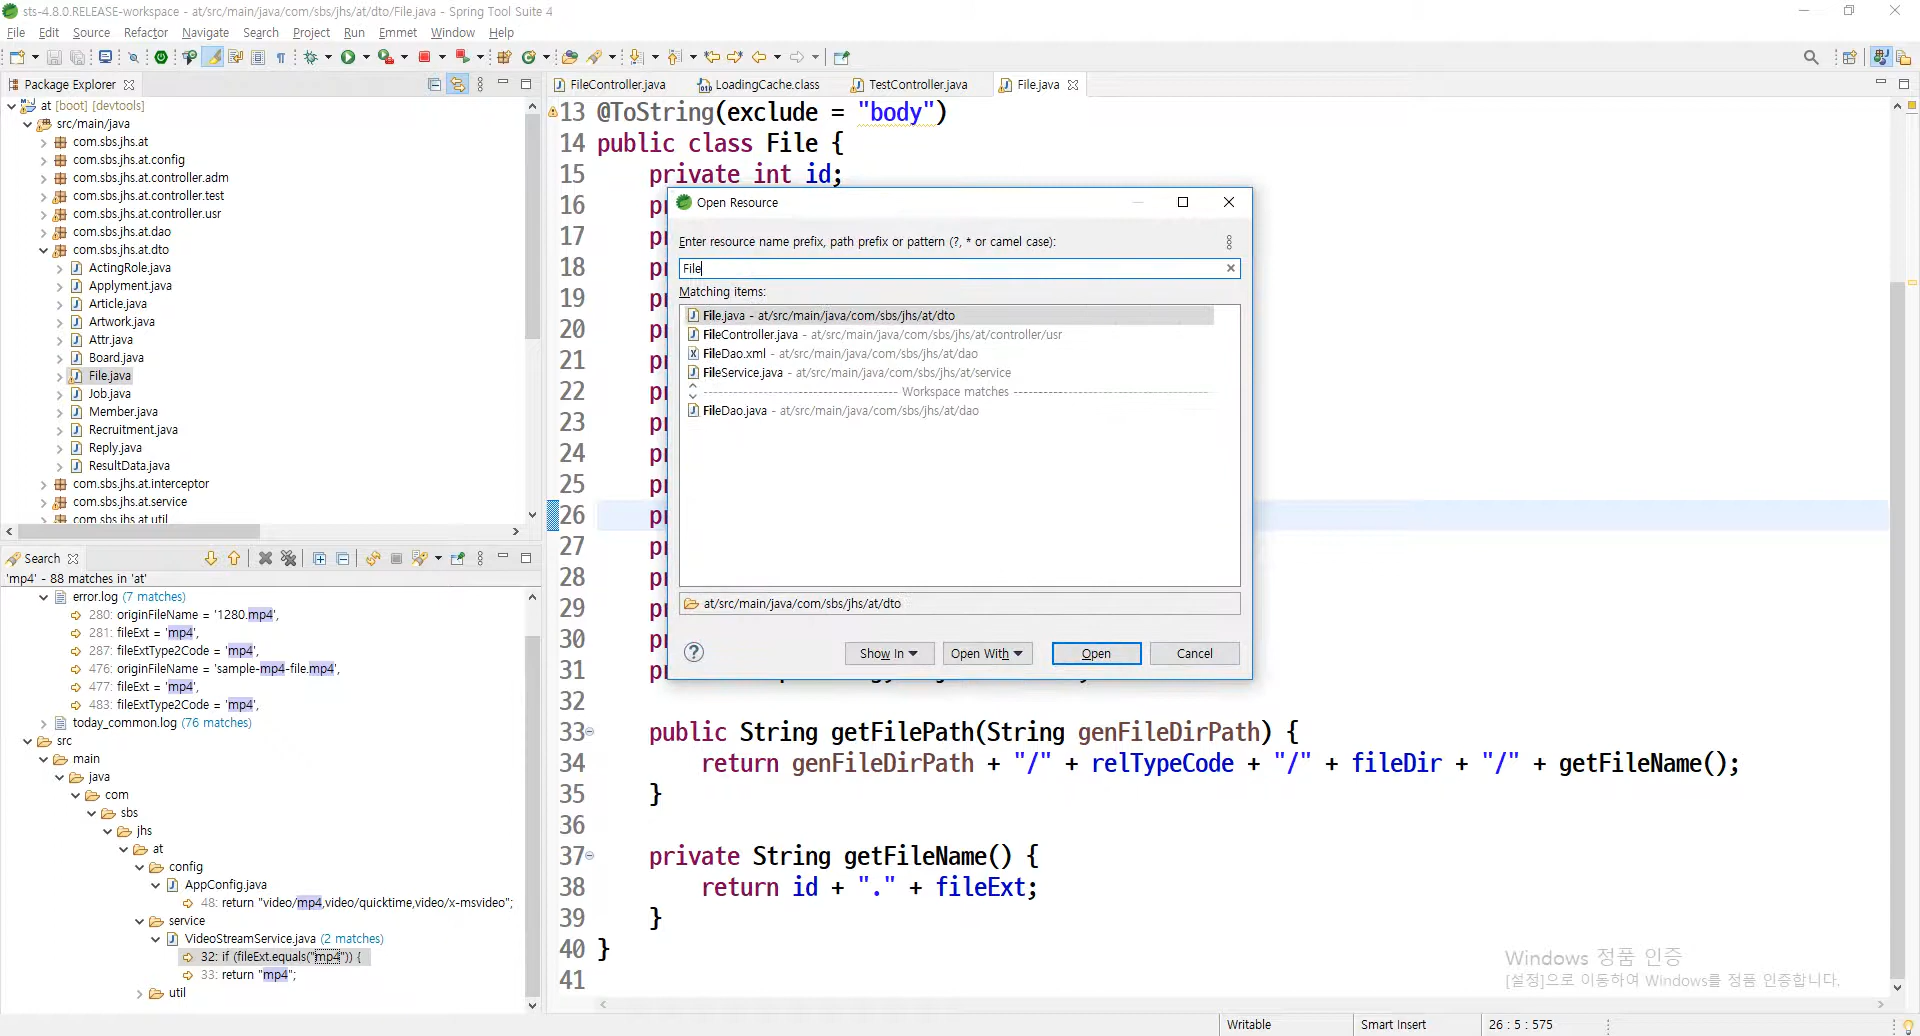 sts-4.8.0.RELEASE-workspace - at/src/main/java/com/sbs/jhs/at/dto/File.java - Spring Tool Suite 4
File Edit Source Refactor Navigate Search Project Run Emmet Window Help
Package Explorer
at [boot] [devtools]
src/main/java
com.sbs.jhs.at
com.sbs.jhs.at.config
com.sbs.jhs.at.controller.adm
com.sbs.jhs.at.controller.test
com.sbs.jhs.at.controller.usr
com.sbs.jhs.at.dao
com.sbs.jhs.at.dto
ActingRole.java
Applyment.java
Article.java
Artwork.java
Attr.java
Board.java
File.java
Job.java
Member.java
Recruitment.java
Reply.java
ResultData.java
com.sbs.jhs.at.interceptor
com.sbs.jhs.at.service
com.sbs.jhs.at.util
Search
'mp4' - 88 matches in 'at'
error.log (7 matches)
280: originFileName = '1280.mp4',
281: fileExt = 'mp4',
287: fileExtType2Code = 'mp4',
476: originFileName = 'sample-mp4-file.mp4',
477: fileExt = 'mp4',
483: fileExtType2Code = 'mp4',
today_common.log (76 matches)
src
main
java
com
sbs
jhs
at
config
AppConfig.java
48: return "video/mp4,video/quicktime,video/x-msvideo";
service
VideoStreamService.java (2 matches)
32: if (fileExt.equals("mp4")) {
33: return "mp4";
util
FileController.java LoadingCache.class TestController.java File.java
13 @ToString(exclude = "body")
14 public class File {
15 private int id;
16
17
18
19
20
21
22
23
24
25
26
27
28
29
30
31
32
33 public String getFilePath(String genFileDirPath) {
34 return genFileDirPath + "/" + relTypeCode + "/" + fileDir + "/" + getFileName();
35 }
36
37 private String getFileName() {
38 return id + "." + fileExt;
39 }
40 }
41
Open Resource
Enter resource name prefix, path prefix or pattern (?, * or camel case):
File
Matching items:
File.java - at/src/main/java/com/sbs/jhs/at/dto
FileController.java - at/src/main/java/com/sbs/jhs/at/controller/usr
FileDao.xml - at/src/main/java/com/sbs/jhs/at/dao
FileService.java - at/src/main/java/com/sbs/jhs/at/service
Workspace matches
FileDao.java - at/src/main/java/com/sbs/jhs/at/dao
at/src/main/java/com/sbs/jhs/at/dto
Show In Open With Open Cancel
Windows 정품 인증
[설정]으로 이동하여 Windows를 정품 인증합니다.
Writable Smart Insert 26 : 5 : 575